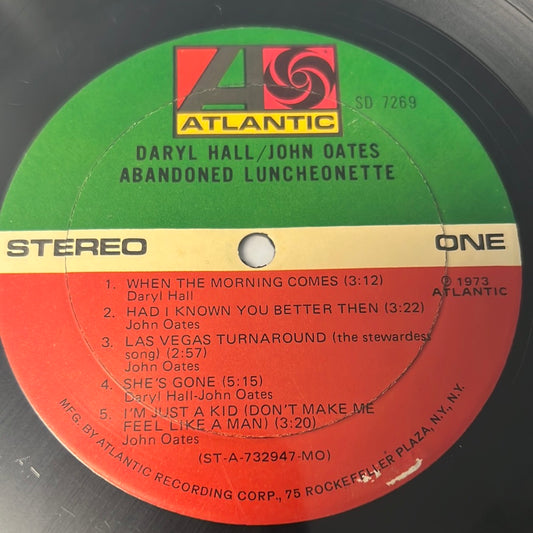 ATLANTIC
SD 7269
DARYL HALL/JOHN OATES
ABANDONED LUNCHEONETTE
STEREO
ONE
℗ 1973
ATLANTIC
1. WHEN THE MORNING COMES (3:12)
Daryl Hall
2. HAD I KNOWN YOU BETTER THEN (3:22)
John Oates
3. LAS VEGAS TURNAROUND (the stewardess
song) (2:57)
John Oates
4. SHE'S GONE (5:15)
Daryl Hall-John Oates
5. I'M JUST A KID (DON'T MAKE ME
FEEL LIKE A MAN) (3:20)
John Oates
(ST-A-732947-MO)
MFG. BY ATLANTIC RECORDING CORP., 75 ROCKEFELLER PLAZA, N.Y., N.Y.